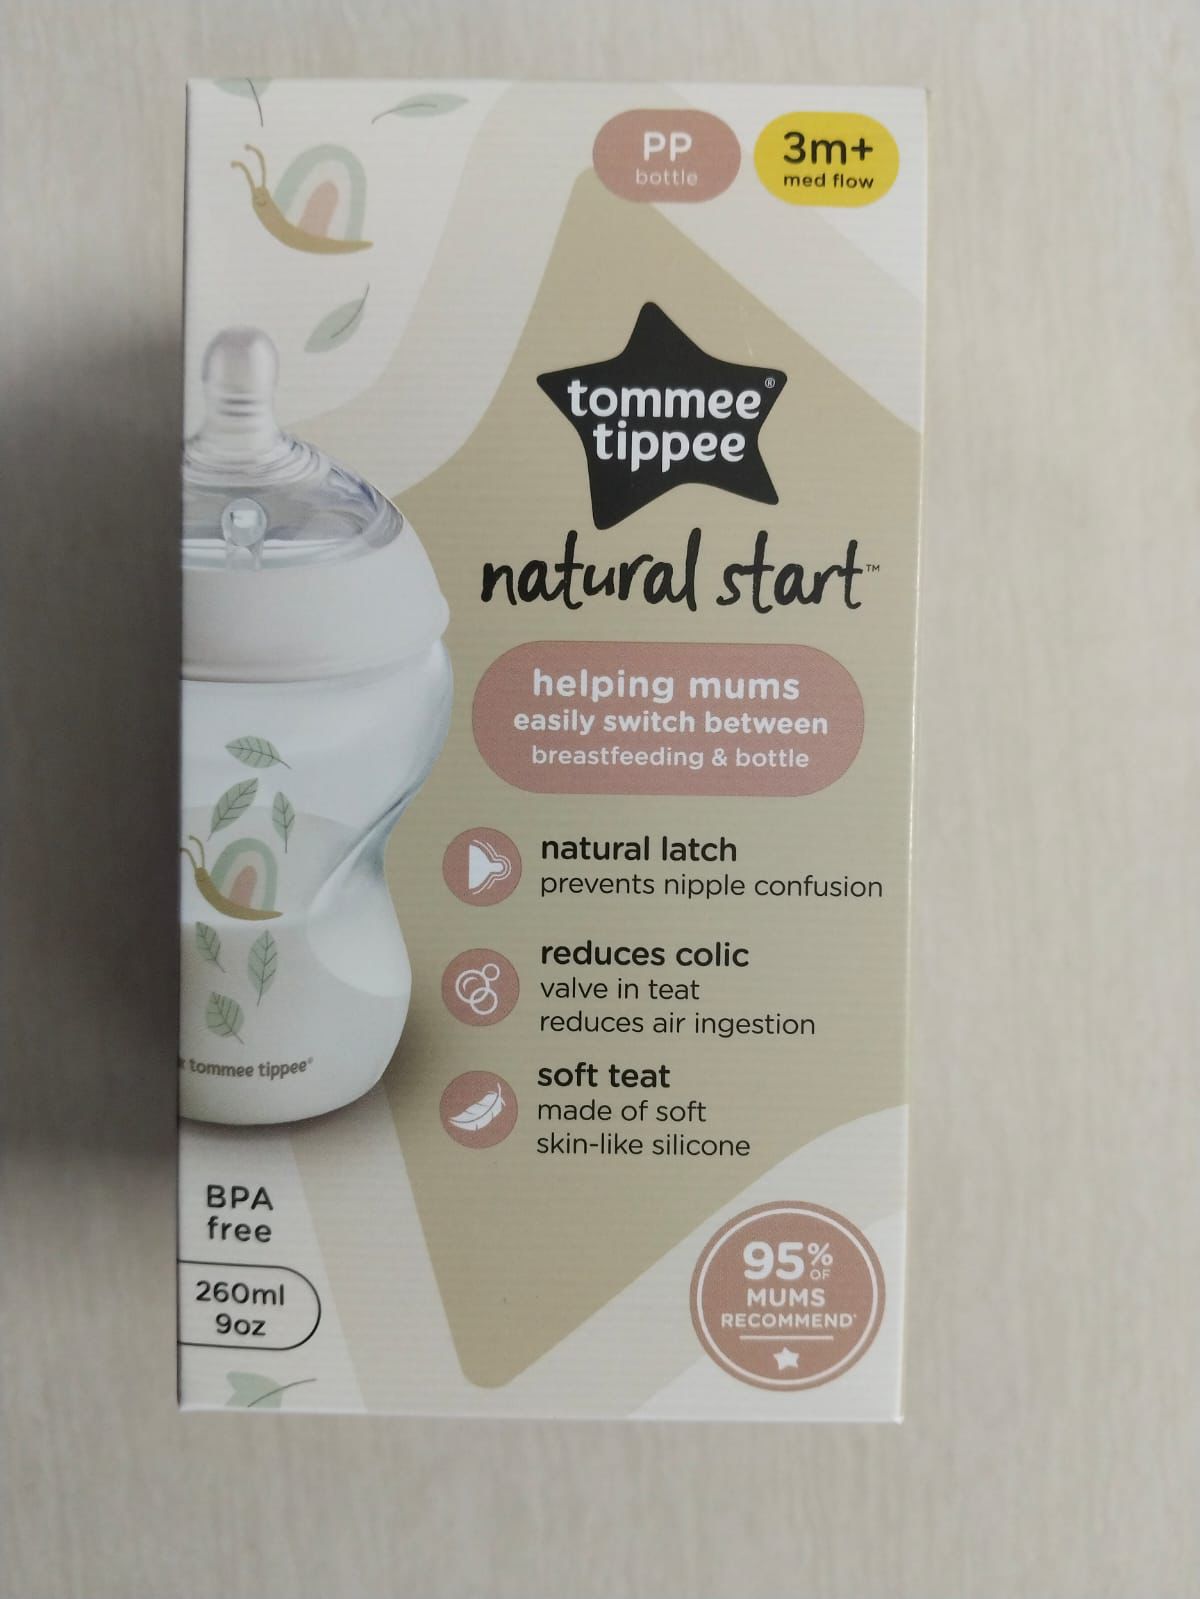 PP
bottle
3m+
med flow
tommee®
tippee
natural start™
helping mums
easily switch between
breastfeeding & bottle
natural latch
prevents nipple confusion
reduces colic
valve in teat
reduces air ingestion
soft teat
made of soft
skin-like silicone
tommee tippee®
BPA
free
260ml
9oz
95% OF
MUMS
RECOMMEND*